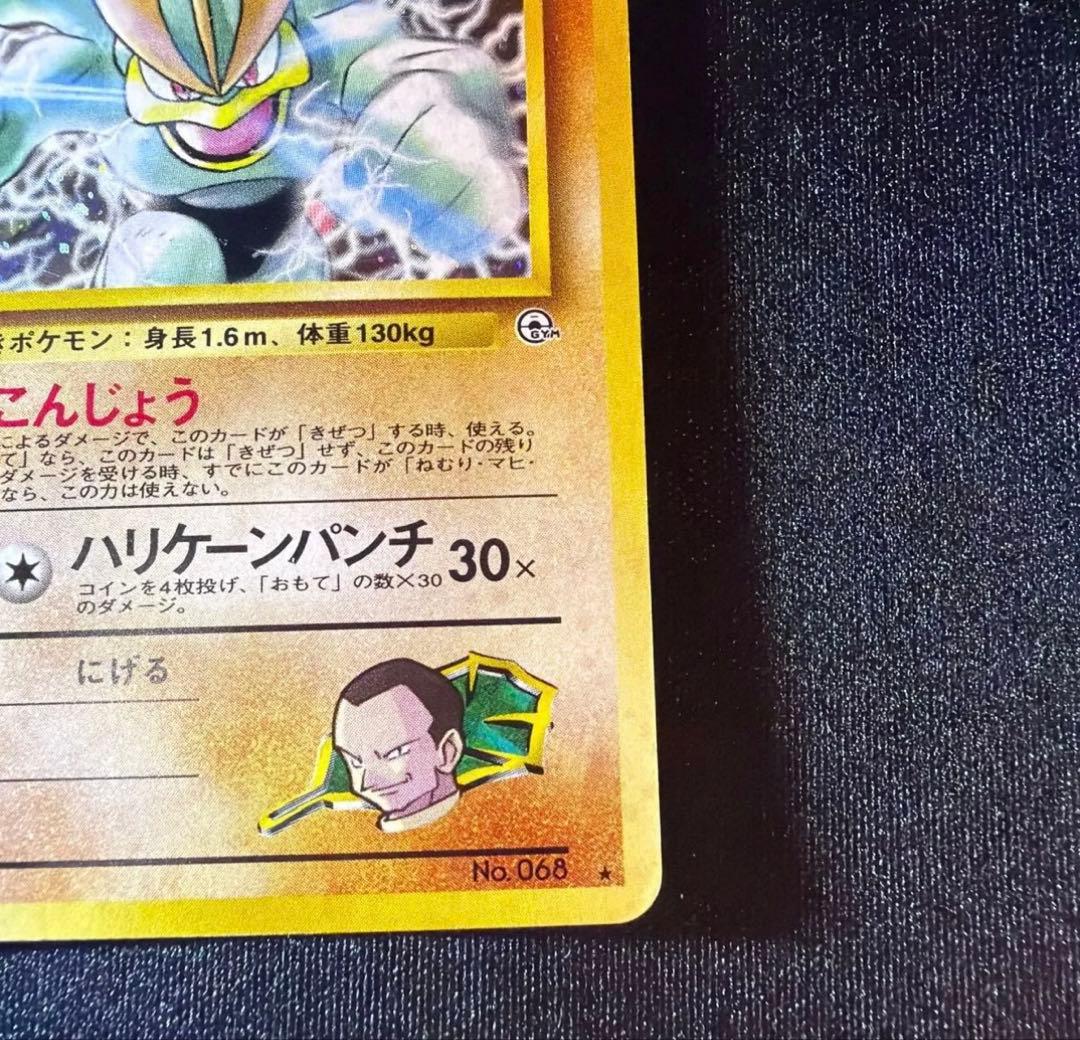 きポケモン：身長1.6m、体重130kg
GYM
こんじょう
によるダメージで、このカードが「きぜつ」する時、使える。
て」なら、このカードは「きぜつ」せず、このカードの残り
ダメージを受ける時、すでにこのカードが「ねむり・マヒ・
なら、この力は使えない。
ハリケーンパンチ 30×
コインを4枚投げ、「おもて」の数×30
のダメージ。
にげる
No. 068 ★